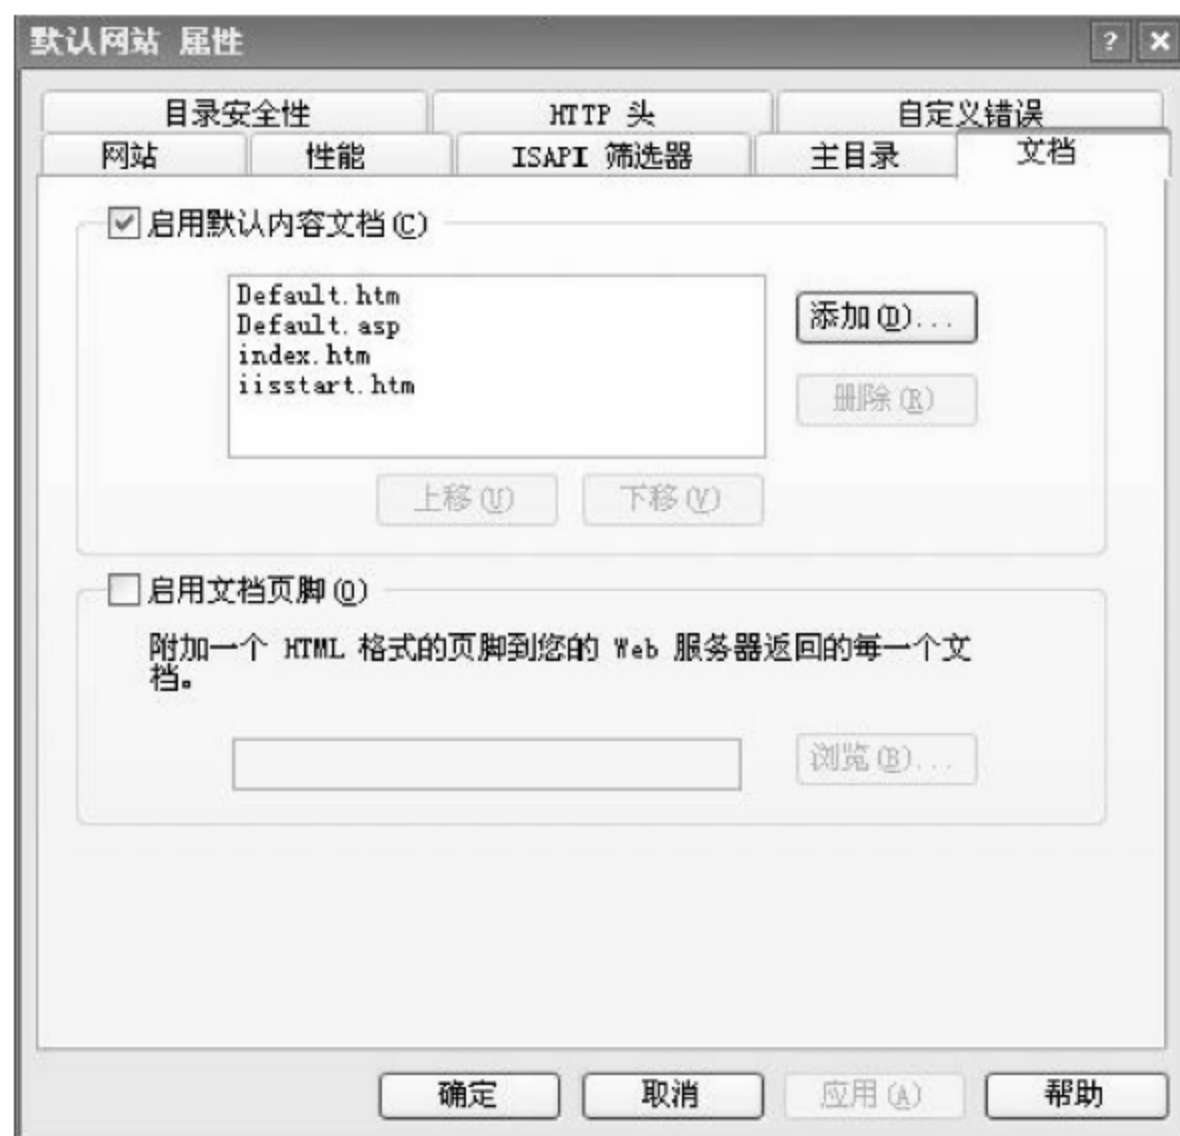 默认网站 属性
?
目录安全性 HTTP 头 自定义错误
网站 性能 ISAPI 筛选器 主目录 文档
启用默认内容文档(C)
Default.htm
Default.asp
index.htm
iisstart.htm
添加(D)...
删除(R)
上移(U) 下移(V)
启用文档页脚(O)
附加一个 HTML 格式的页脚到您的 Web 服务器返回的每一个文
档。
浏览(B)...
确定 取消 应用(A) 帮助